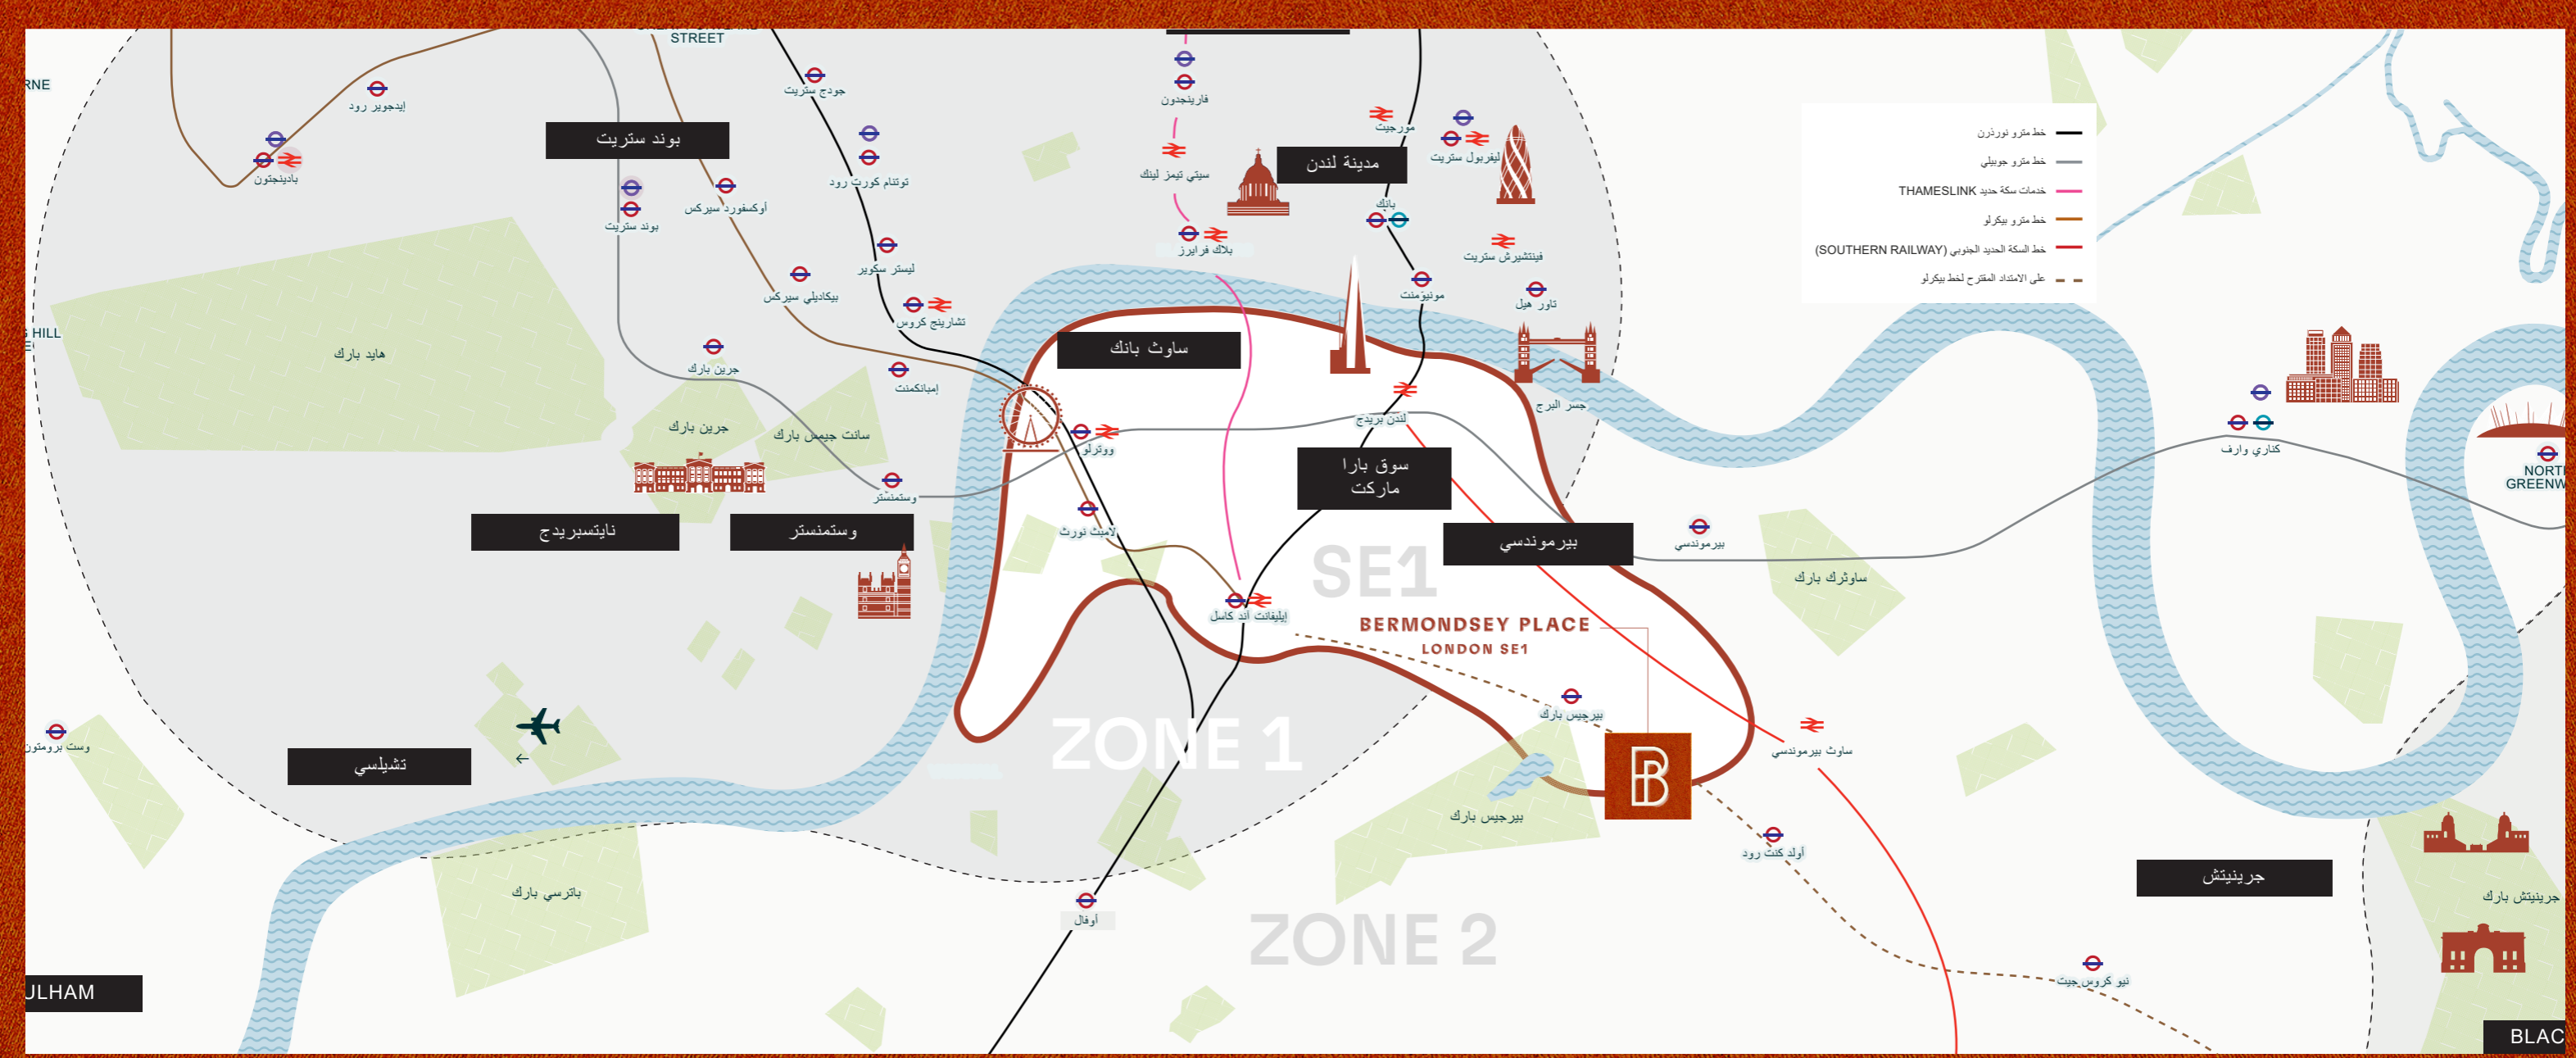 STREET
RNE
إيدجوير رود
جودج ستريت
فارينجدون
مورجيت
ليفربول ستريت
خط مترو نورذرن
خط مترو جوبيلي
خدمات سكة حديد THAMESLINK
خط مترو بيكرلو
خط السكة الحديد الجنوبي (SOUTHERN RAILWAY)
على الامتداد المقترح لخط بيكرلو
بوند ستريت
مدينة لندن
بادينجتون
توتنام كورت رود
سيتي تيمز لينك
بانك
أوكسفورد سيركس
بوند ستريت
بلاك فرايرز
فينتشيرش ستريت
ليستر سكوير
بيكاديلي سيركس
مونيومنت
تاور هيل
تشارينج كروس
HILL
هايد بارك
ساوث بانك
جرين بارك
إمبانكمنت
جسر البرج
لندن بريدج
جرين بارك
سانت جيمس بارك
ووترلو
كناري وارف
سوق بارا
ماركت
NORTH
GREENW
وستمنستر
نايتسبريدج
وستمنستر
لامبث نورث
بيرموندسي
بيرموندسي
SE1
ساوثرك بارك
إيليفانت أند كاسل
BERMONDSEY PLACE
LONDON SE1
بيرجيس بارك
ZONE 1
وست برومتون
تشيلسي
ساوث بيرموندسي
B
بيرجيس بارك
أولد كنت رود
باترسي بارك
جرينيتش
جرينيتش بارك
أوفال
ZONE 2
نيو كروس جيت
ULHAM
BLAC